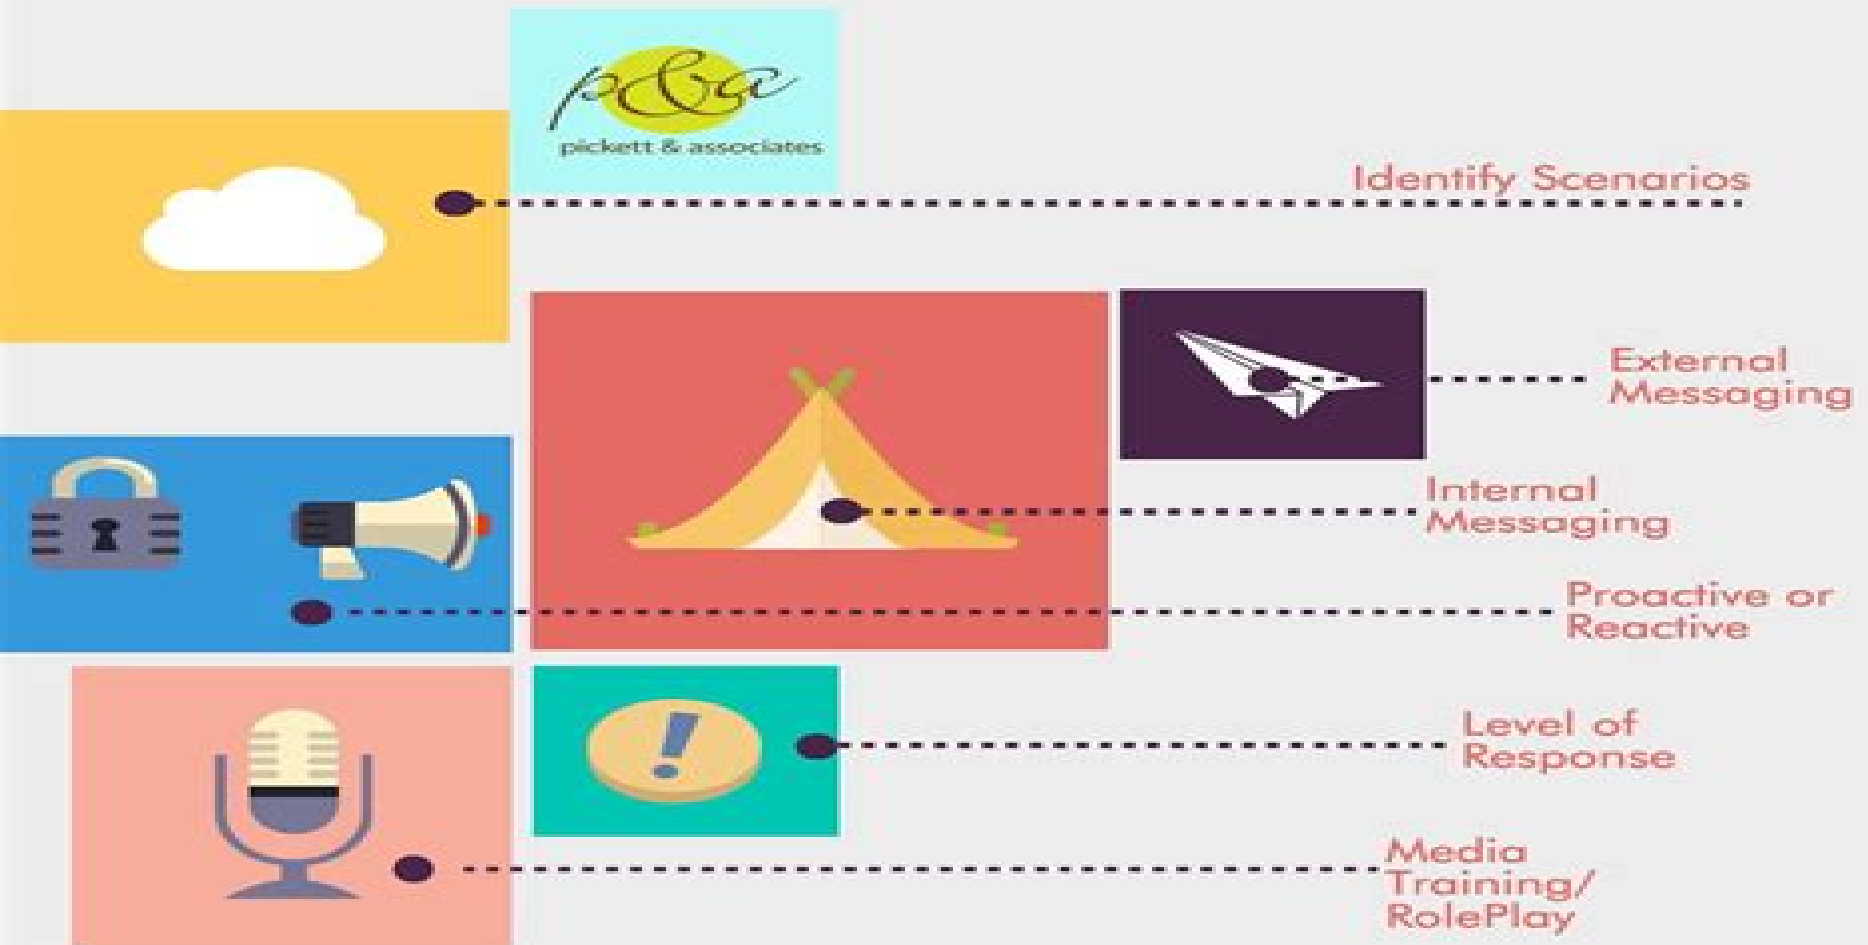 p&a
pickett & associates
Identify Scenarios
External
Messaging
Internal
Messaging
Proactive or
Reactive
!
Level of
Response
Media
Training/
RolePlay